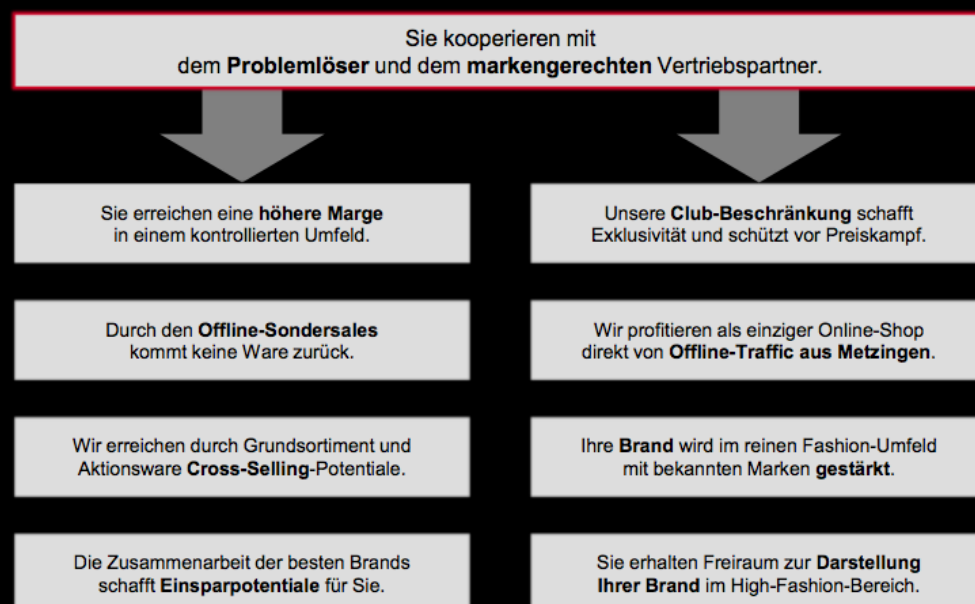 Sie kooperieren mit
dem Problemlöser und dem markengerechten Vertriebspartner.
Sie erreichen eine höhere Marge
in einem kontrollierten Umfeld.
Durch den Offline-Sondersales
kommt keine Ware zurück.
Wir erreichen durch Grundsortiment und
Aktionsware Cross-Selling-Potentiale.
Die Zusammenarbeit der besten Brands
schafft Einsparpotentiale für Sie.
Unsere Club-Beschränkung schafft
Exklusivität und schützt vor Preiskampf.
Wir profitieren als einziger Online-Shop
direkt von Offline-Traffic aus Metzingen.
Ihre Brand wird im reinen Fashion-Umfeld
mit bekannten Marken gestärkt.
Sie erhalten Freiraum zur Darstellung
Ihrer Brand im High-Fashion-Bereich.